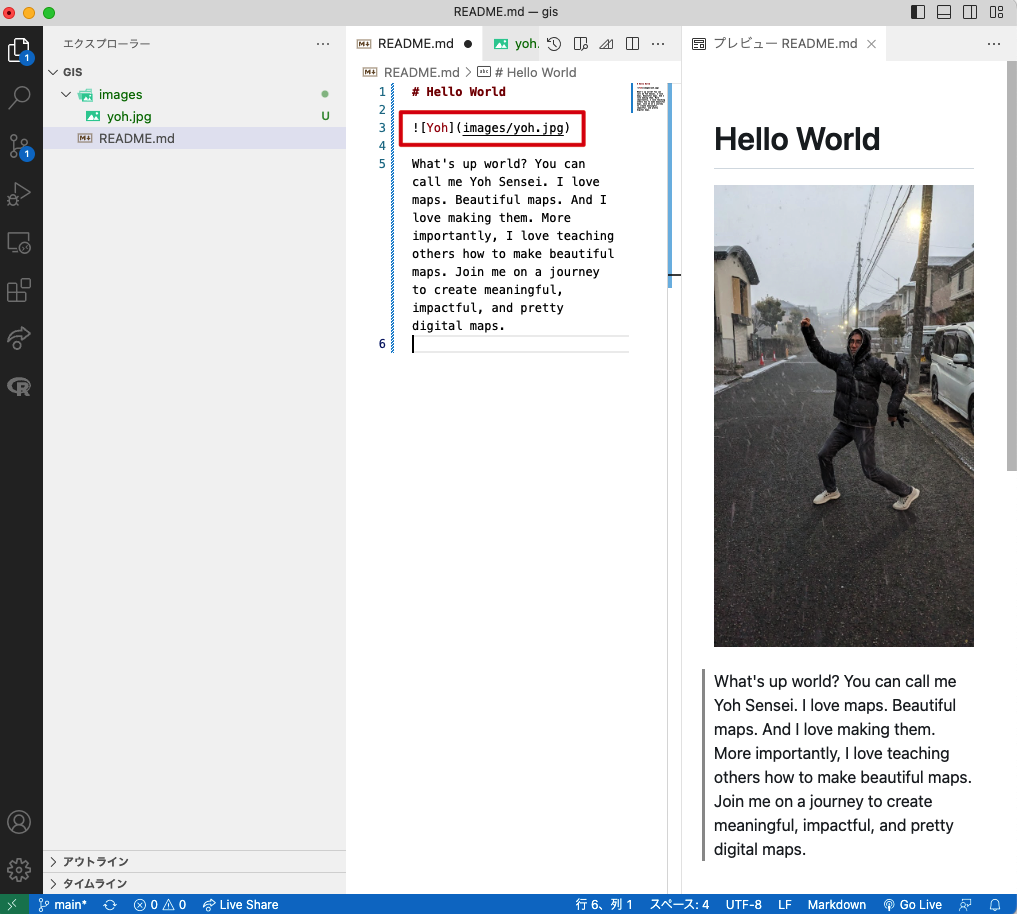 README.md — gis
エクスプローラー
GIS
images
yoh.jpg
U
README.md
アウトライン
タイムライン
README.md
yoh.
README.md > # Hello World
1 # Hello World
2
3 ![Yoh](images/yoh.jpg)
4
5 What's up world? You can
call me Yoh Sensei. I love
maps. Beautiful maps. And I
love making them. More
importantly, I love teaching
others how to make beautiful
maps. Join me on a journey
to create meaningful,
impactful, and pretty
digital maps.
6
プレビュー README.md
Hello World
What's up world? You can call me
Yoh Sensei. I love maps. Beautiful
maps. And I love making them.
More importantly, I love teaching
others how to make beautiful maps.
Join me on a journey to create
meaningful, impactful, and pretty
digital maps.
1
1
R
main*
0
0
Live Share
行 6、列 1
スペース: 4
UTF-8
LF
Markdown
Go Live